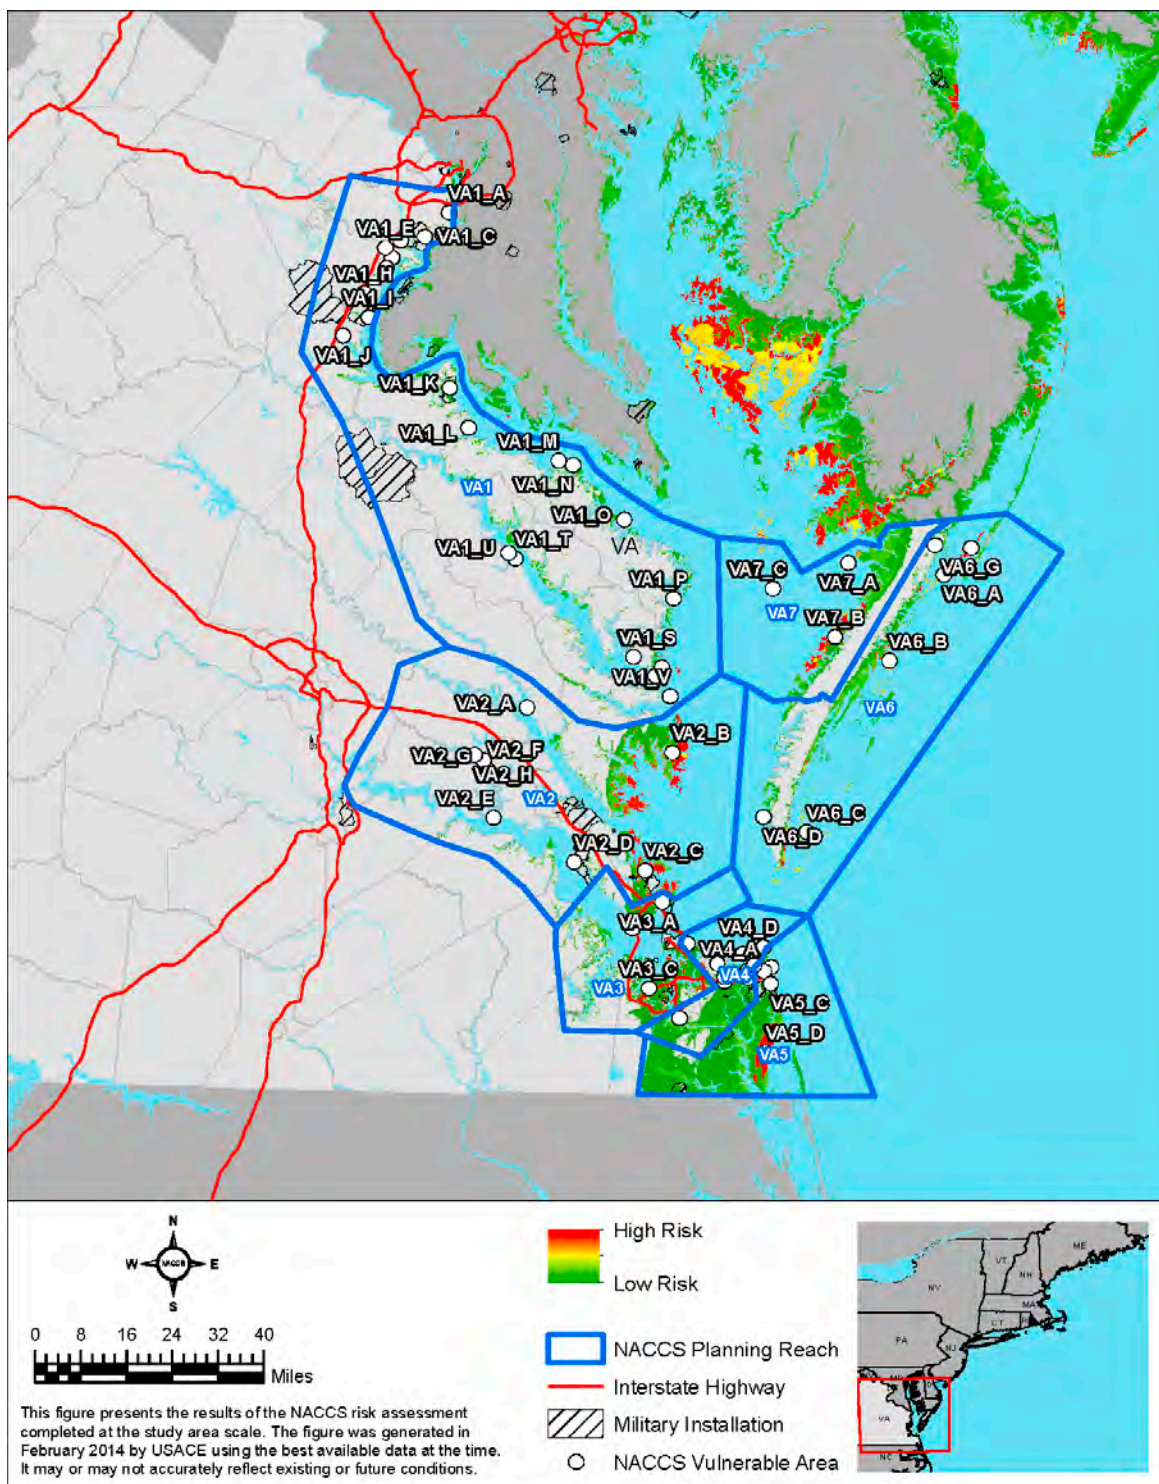 VA1_A
VA1_E
VA1_C
VA1_H
VA1_I
VA1_J
VA1_K
VA1_L
VA1_M
VA1
VA1_N
VA1_O
VA
VA1_T
VA1_U
VA7_C
VA7_A
VA6_G
VA6_A
VA1_P
VA7
VA7_B
VA1_S
VA6_B
VA1_V
VA2_A
VA6
VA2_B
VA2_F
VA2_G
VA2_H
VA2
VA2_E
VA6_C
VA6_D
VA2_D
VA2_C
VA3_A
VA4_D
VA4_A
VA3_C
VA4
VA3
VA5_C
VA5_D
VA5
N
W NACCS E
S
0 8 16 24 32 40
Miles
This figure presents the results of the NACCS risk assessment
completed at the study area scale. The figure was generated in
February 2014 by USACE using the best available data at the time.
It may or may not accurately reflect existing or future conditions.
High Risk
Low Risk
NACCS Planning Reach
Interstate Highway
Military Installation
NACCS Vulnerable Area
ME
VT
NH
NY
MA
CT
PA
NJ
VA
NC